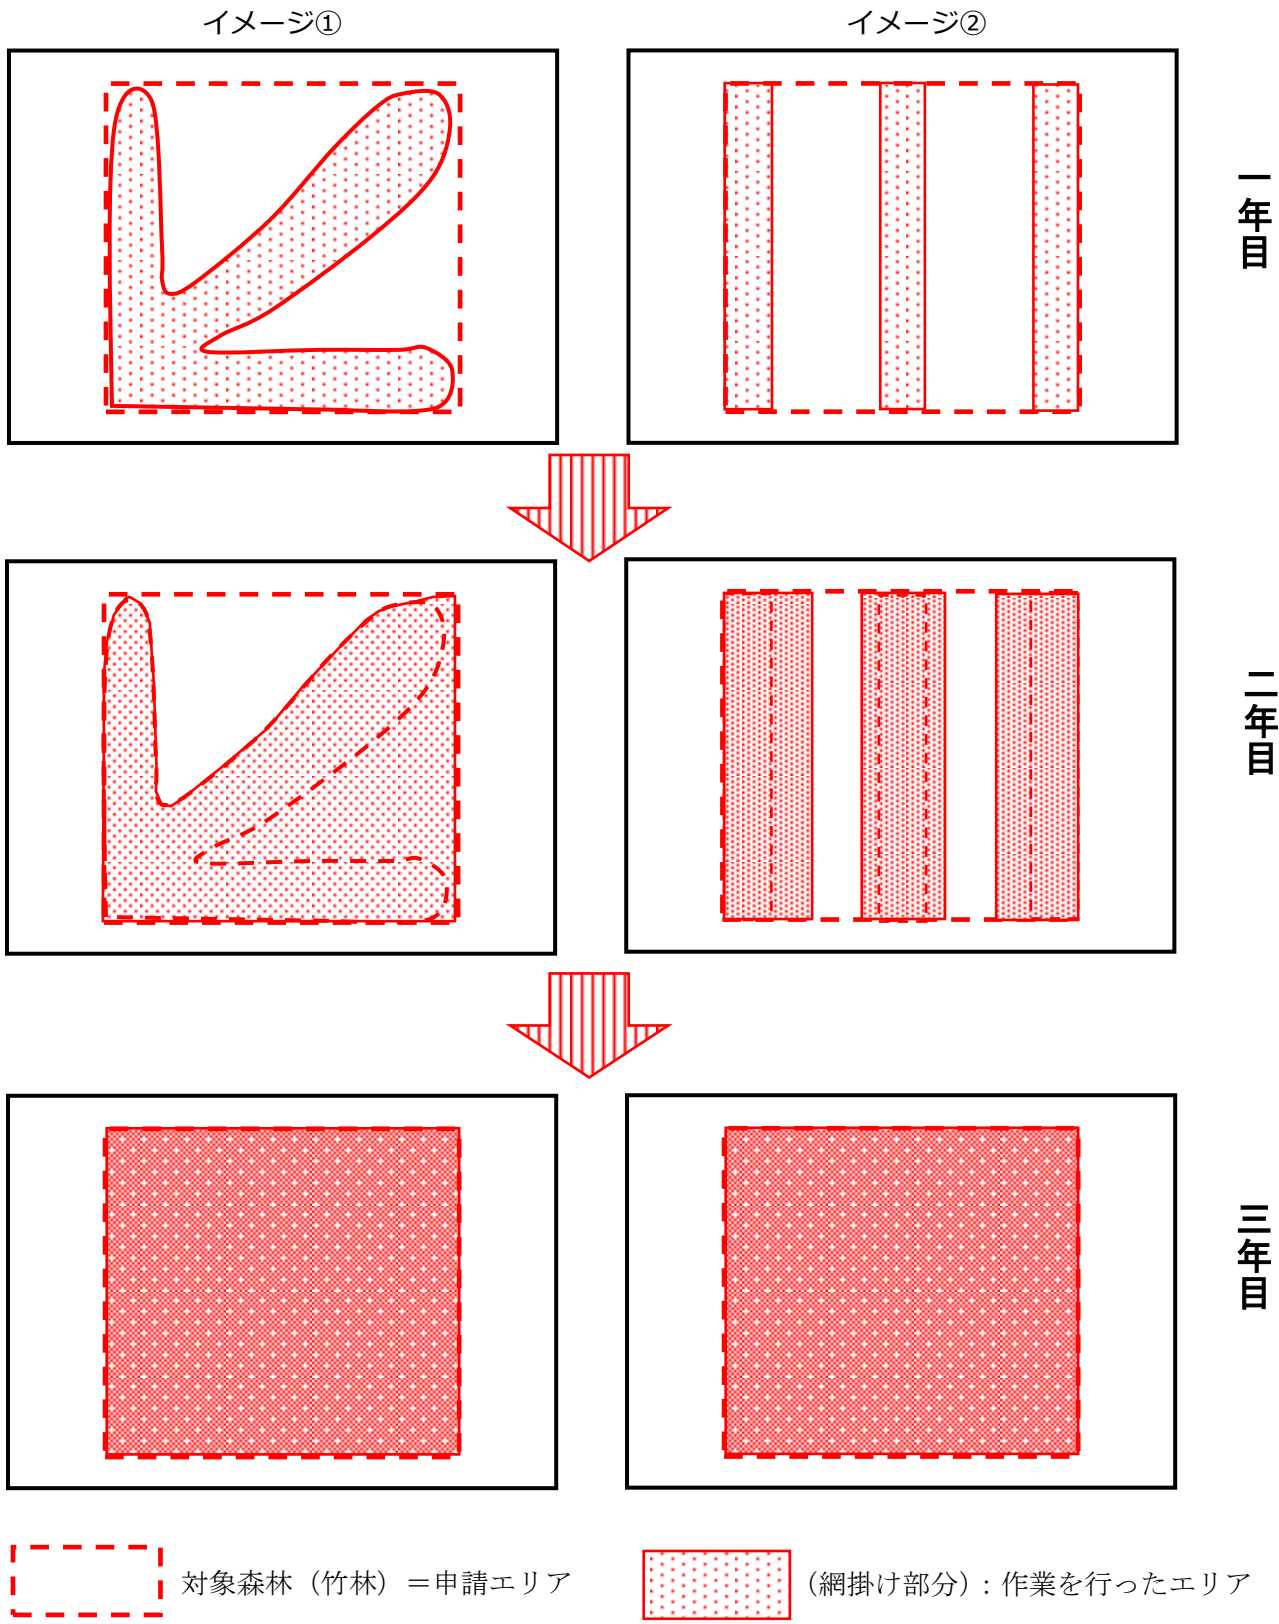 イメージ①
イメージ②
一年目
二年目
三年目
対象森林（竹林）＝申請エリア
（網掛け部分）：作業を行ったエリア